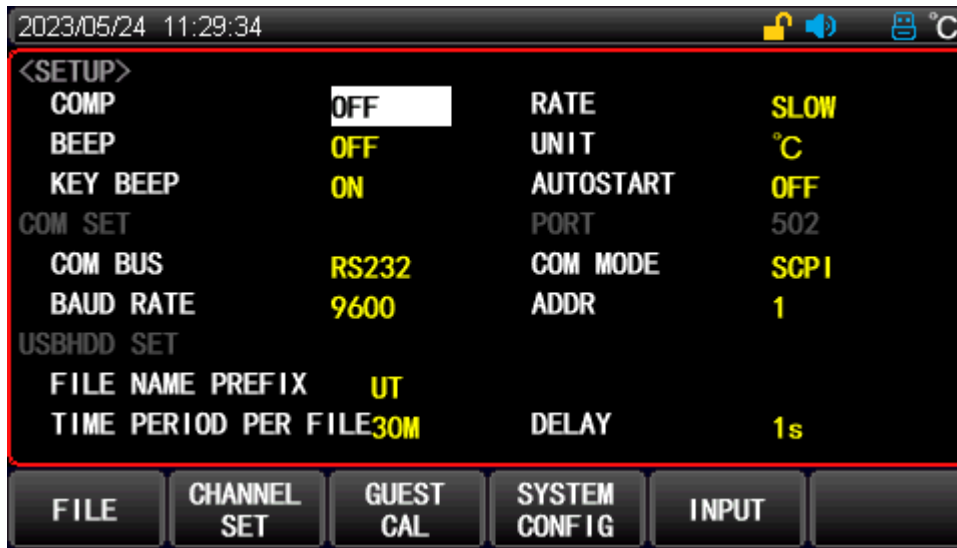 2023/05/24 11:29:34 °C
<SETUP>
COMP OFF RATE SLOW
BEEP OFF UNIT °C
KEY BEEP ON AUTOSTART OFF
COM SET PORT 502
COM BUS RS232 COM MODE SCPI
BAUD RATE 9600 ADDR 1
USBHDD SET
FILE NAME PREFIX UT
TIME PERIOD PER FILE 30M DELAY 1s
FILE CHANNEL SET GUEST CAL SYSTEM CONFIG INPUT